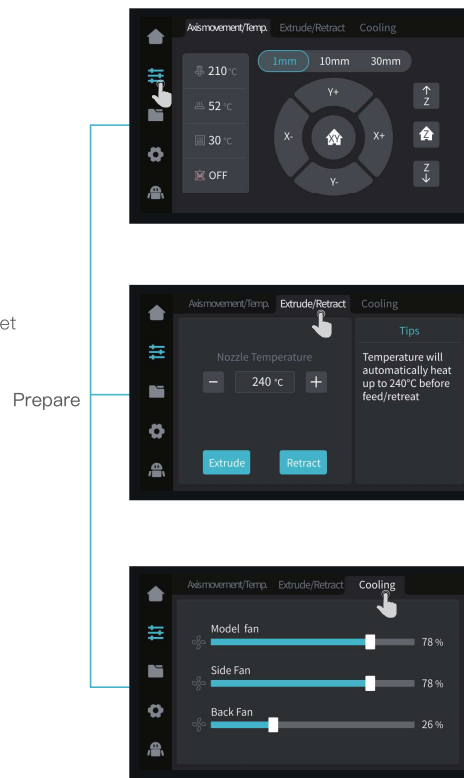 Axis movement/Temp. Extrude/Retract Cooling
1mm 10mm 30mm
210°C
52 °C
30 °C
OFF
Y+
X-
XY
X+
Y-
Z
Z
Z
et
Prepare
Axis movement/Temp. Extrude/Retract Cooling
Nozzle Temperature
− 240 °C +
Extrude Retract
Tips
Temperature will
automatically heat
up to 240°C before
feed/retreat
Axis movement/Temp. Extrude/Retract Cooling
Model fan
78 %
Side Fan
78 %
Back Fan
26 %